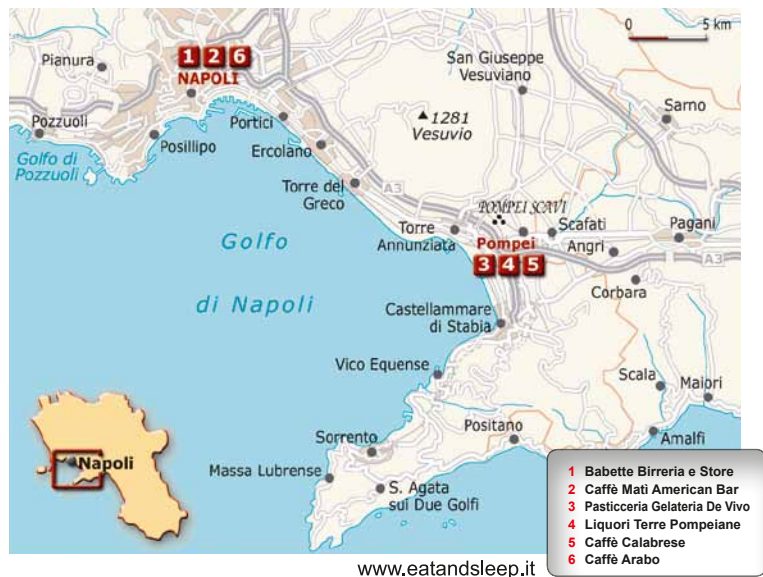 0 5 km
1 2 6
NAPOLI
Pianura
San Giuseppe
Vesuviano
Sarno
1281
Vesuvio
Pozzuoli
Posillipo
Portici
Ercolano
Golfo di
Pozzuoli
Torre del
Greco
A3
POMPEI SCAVI
Torre
Annunziata
Scafati
Pagani
Pompei
Angri
3 4 5
A3
Corbara
Golfo
di Napoli
Castellammare
di Stabia
Vico Equense
Scala
Maiori
Sorrento
Positano
Amalfi
Massa Lubrense
S. Agata
sui Due Golfi
Napoli
1 Babette Birreria e Store
2 Caffè Matì American Bar
3 Pasticceria Gelateria De Vivo
4 Liquori Terre Pompeiane
5 Caffè Calabrese
6 Caffè Arabo
www.eatandsleep.it